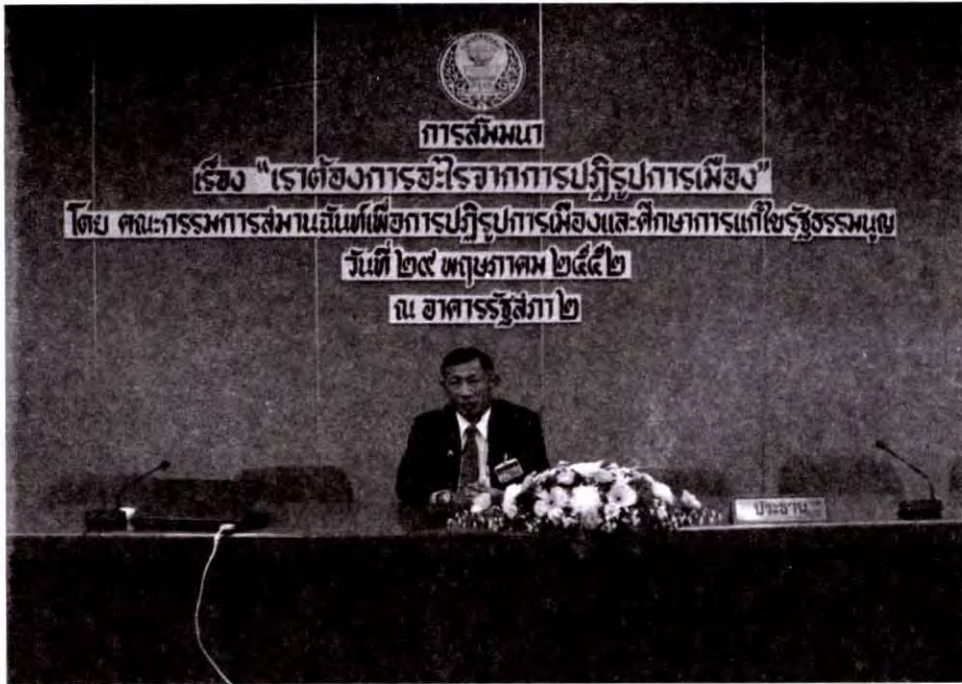 การสัมมนา
เรื่อง "เราต้องการอะไรจากการปฏิรูปการเมือง"
โดย คณะกรรมการสมานฉันท์เพื่อการปฏิรูปการเมืองและศึกษาการแก้ไขรัฐธรรมนูญ
วันที่ ๒๙ พฤษภาคม ๒๕๕๒
ณ อาคารรัฐสภา ๒
ประธาน